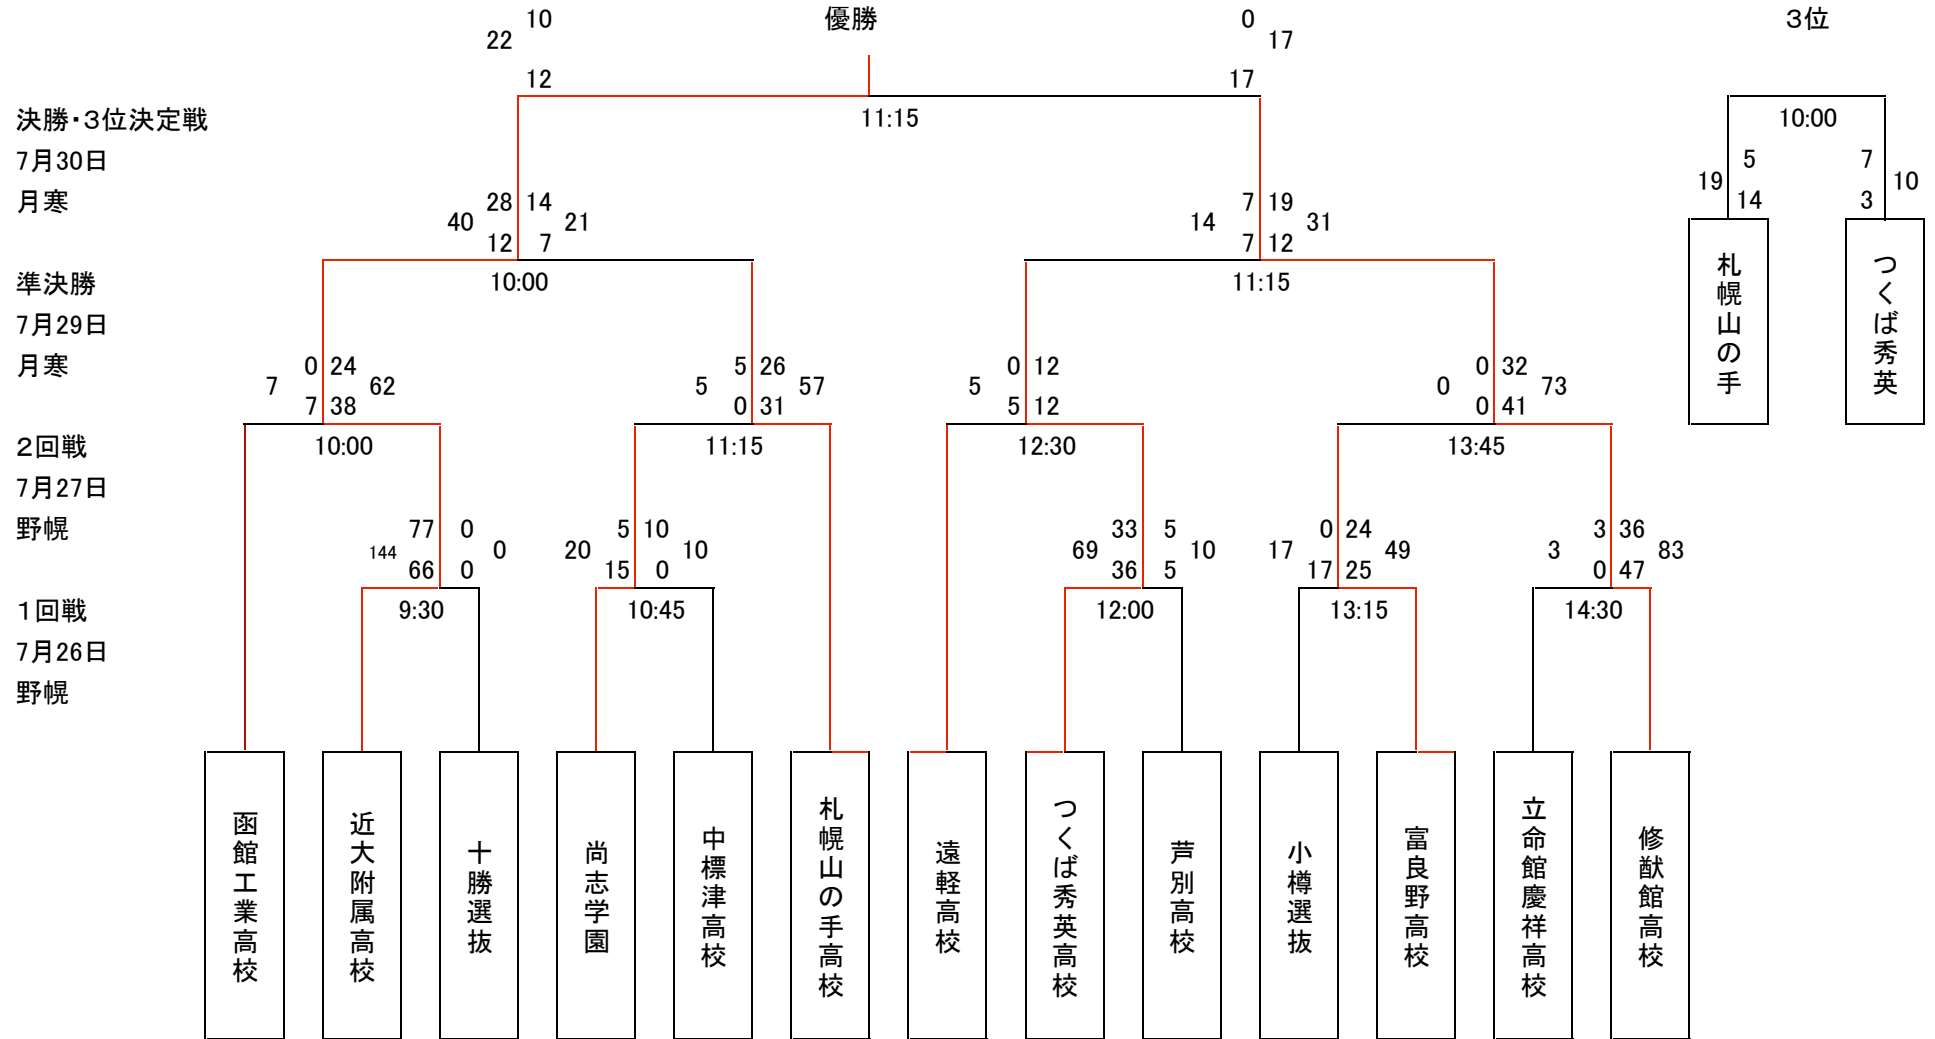 10 優勝 0 3位
22 17
12 17
決勝・3位決定戦 11:15 10:00
7月30日 5 7
19 10
月寒 28 14 7 19 14 3
40 21 14 31
12 7 7 12
準決勝 10:00 11:15 札幌山の手 つくば秀英
7月29日
月寒 0 24 5 26 0 12 0 32
7 62 5 57 5 0 73
7 38 0 31 5 12 0 41
2回戦 10:00 11:15 12:30 13:45
7月27日
野幌 77 0 5 10 33 5 0 24 3 36
144 0 20 10 69 10 17 49 3 83
66 0 15 0 36 5 17 25 0 47
1回戦 9:30 10:45 12:00 13:15 14:30
7月26日
野幌
函館工業高校
近大附属高校
十勝選抜
尚志学園
中標津高校
札幌山の手高校
遠軽高校
つくば秀英高校
芦別高校
小樽選抜
富良野高校
立命館慶祥高校
修猷館高校